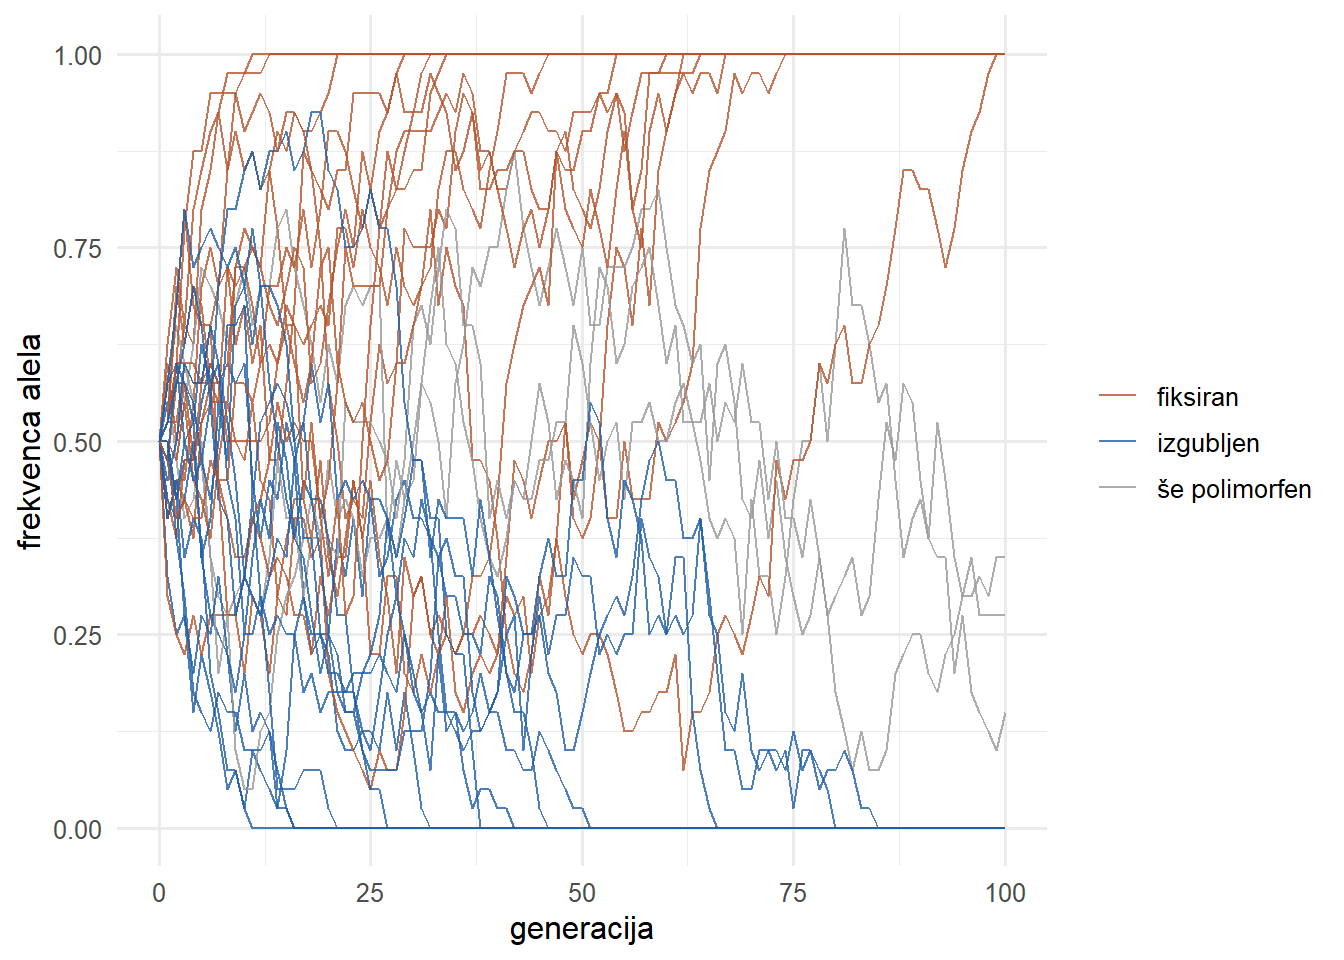 1.00
0.75
0.50
0.25
0.00
frekvenca alela
0 25 50 75 100
generacija
fiksiran
izgubljen
še polimorfen